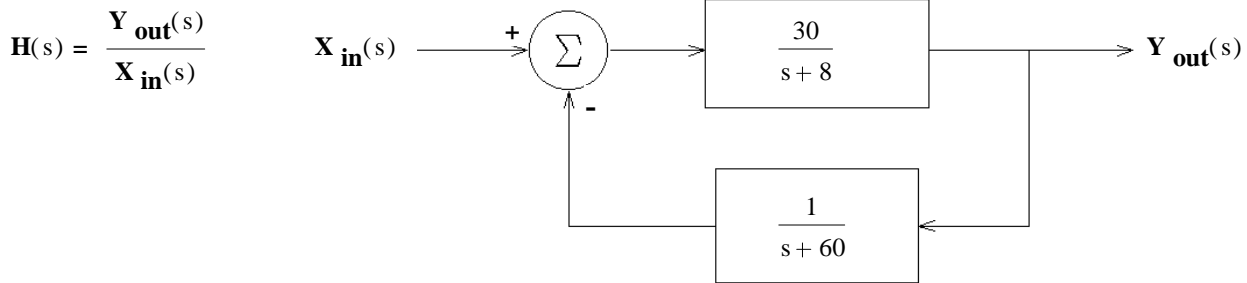 H(s) = Y out(s) / X in(s)
X in(s)
+
Σ
-
30
s + 8
Y out(s)
1
s + 60